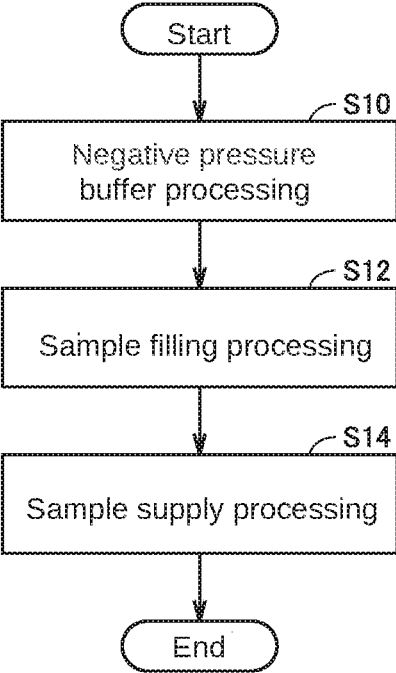 Start
S10
Negative pressure
buffer processing
S12
Sample filling processing
S14
Sample supply processing
End